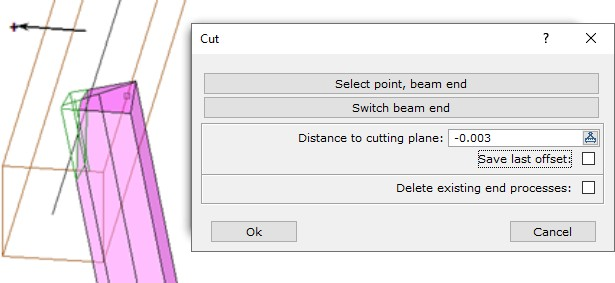 Cut
?
Select point, beam end
Switch beam end
Distance to cutting plane: -0.003
Save last offset:
Delete existing end processes:
Ok Cancel